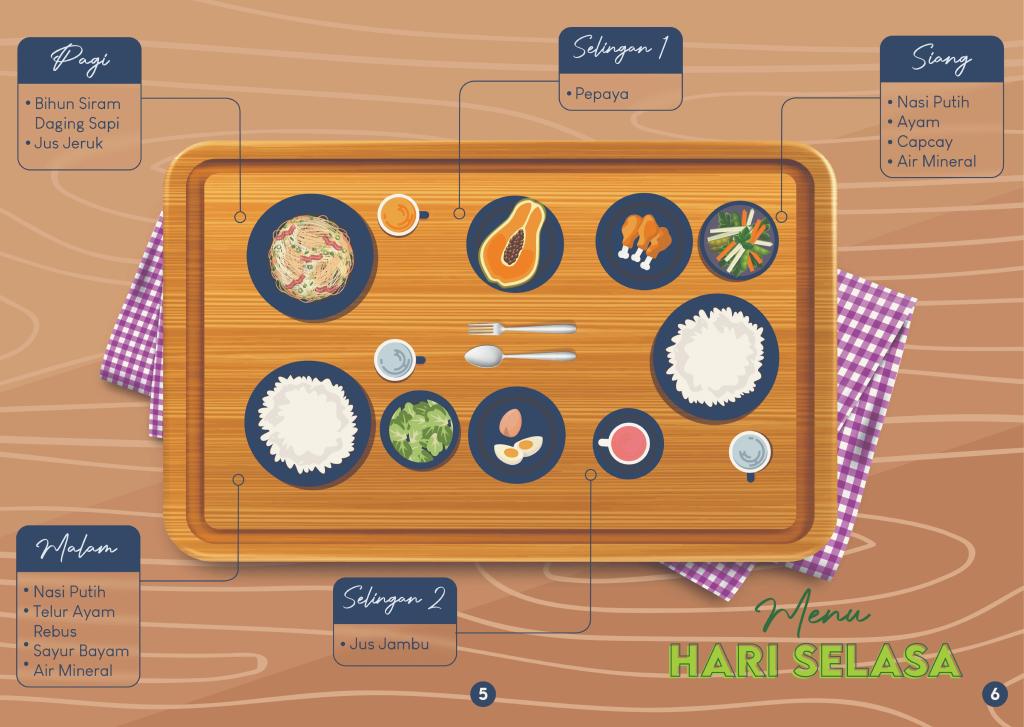 Pagi
• Bihun Siram
Daging Sapi
• Jus Jeruk
Selingan 1
• Pepaya
Siang
• Nasi Putih
• Ayam
• Capcay
• Air Mineral
Malam
• Nasi Putih
• Telur Ayam
Rebus
• Sayur Bayam
• Air Mineral
Selingan 2
• Jus Jambu
Menu
HARI SELASA
5
6